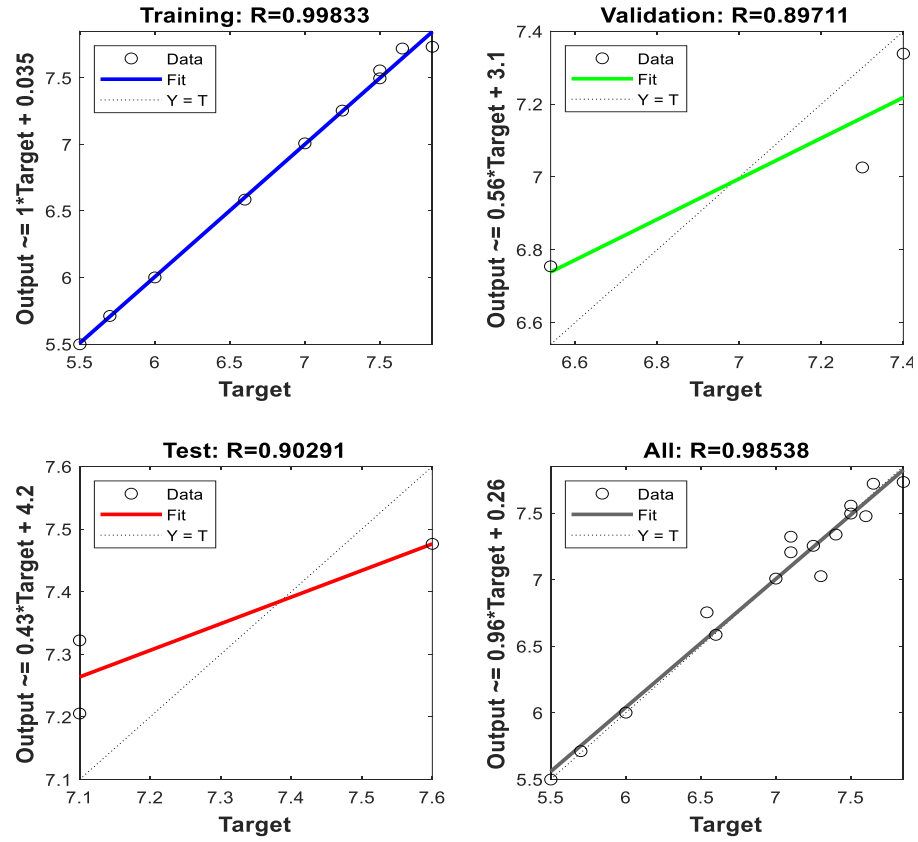 Training: R=0.99833
Output ~= 1*Target + 0.035
7.5
7
6.5
6
5.5
Data
Fit
Y = T
5.5
6
6.5
7
7.5
Target
Validation: R=0.89711
Output ~= 0.56*Target + 3.1
7.4
7.2
7
6.8
6.6
Data
Fit
Y = T
6.6
6.8
7
7.2
7.4
Target
Test: R=0.90291
Output ~= 0.43*Target + 4.2
7.6
7.5
7.4
7.3
7.2
7.1
Data
Fit
Y = T
7.1
7.2
7.3
7.4
7.5
7.6
Target
All: R=0.98538
Output ~= 0.96*Target + 0.26
7.5
7
6.5
6
5.5
Data
Fit
Y = T
5.5
6
6.5
7
7.5
Target